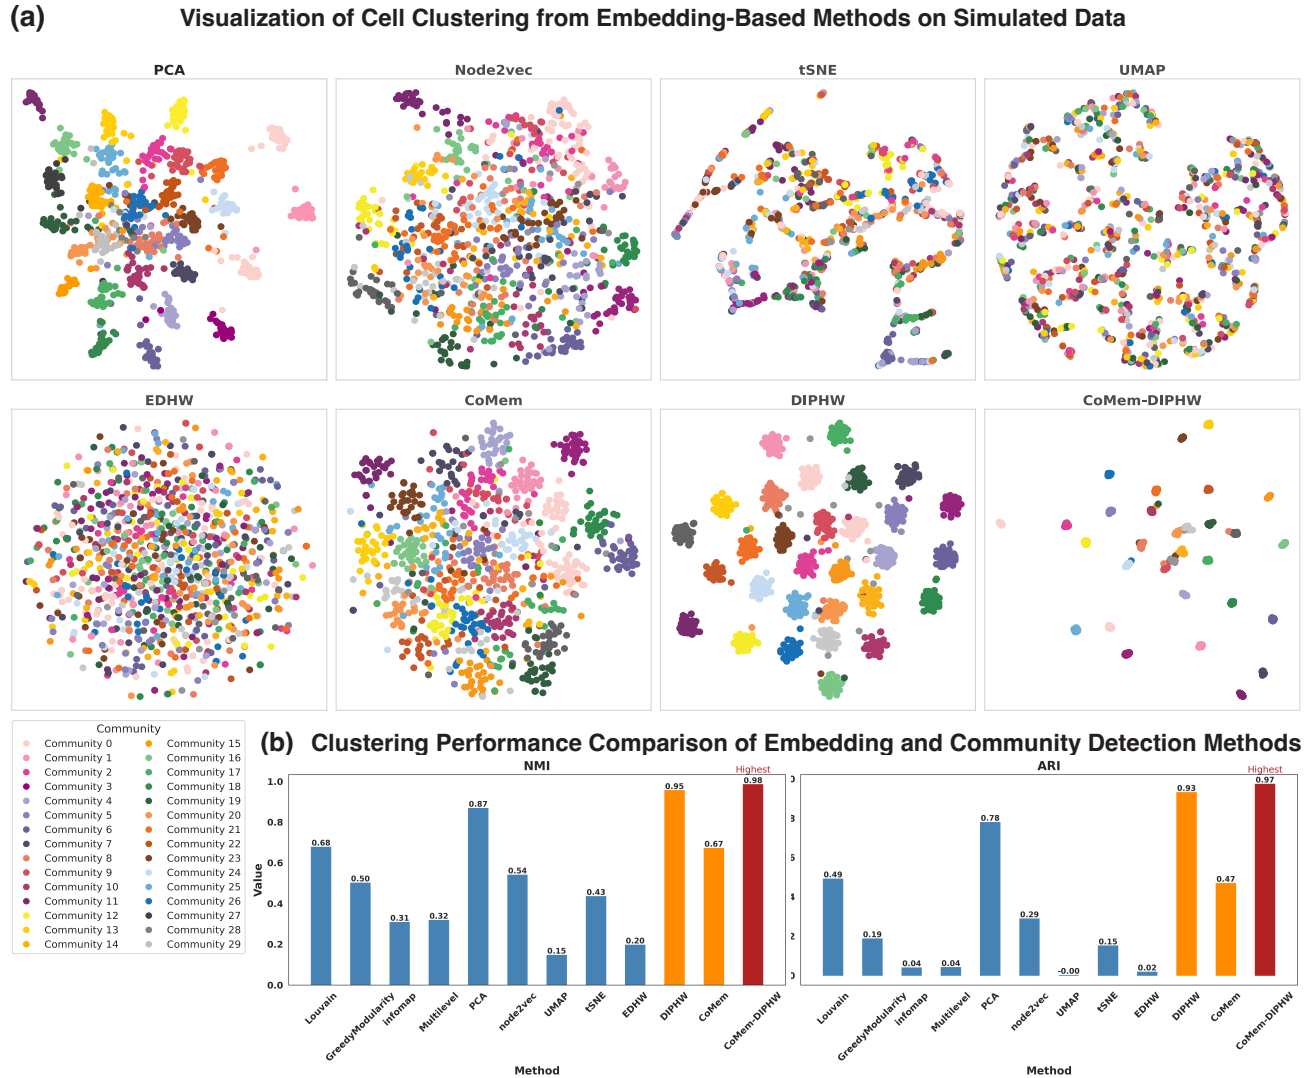 (a) Visualization of Cell Clustering from Embedding-Based Methods on Simulated Data
PCA
Node2vec
tSNE
UMAP
EDHW
CoMem
DIPHW
CoMem-DIPHW
Community
Community 0
Community 1
Community 2
Community 3
Community 4
Community 5
Community 6
Community 7
Community 8
Community 9
Community 10
Community 11
Community 12
Community 13
Community 14
Community 15
Community 16
Community 17
Community 18
Community 19
Community 20
Community 21
Community 22
Community 23
Community 24
Community 25
Community 26
Community 27
Community 28
Community 29
(b) Clustering Performance Comparison of Embedding and Community Detection Methods
NMI
Highest
Value
1.0
0.8
0.6
0.4
0.2
0.0
0.68
0.50
0.31
0.32
0.87
0.54
0.15
0.43
0.20
0.95
0.67
0.98
Louvain
GreedyModularity
infomap
Multilevel
PCA
node2vec
UMAP
tSNE
EDHW
DIPHW
CoMem
CoMem-DIPHW
Method
ARI
Highest
0
8
6
4
2
0
0.49
0.19
0.04
0.04
0.78
0.29
-0.00
0.15
0.02
0.93
0.47
0.97
Louvain
GreedyModularity
infomap
Multilevel
PCA
node2vec
UMAP
tSNE
EDHW
DIPHW
CoMem
CoMem-DIPHW
Method